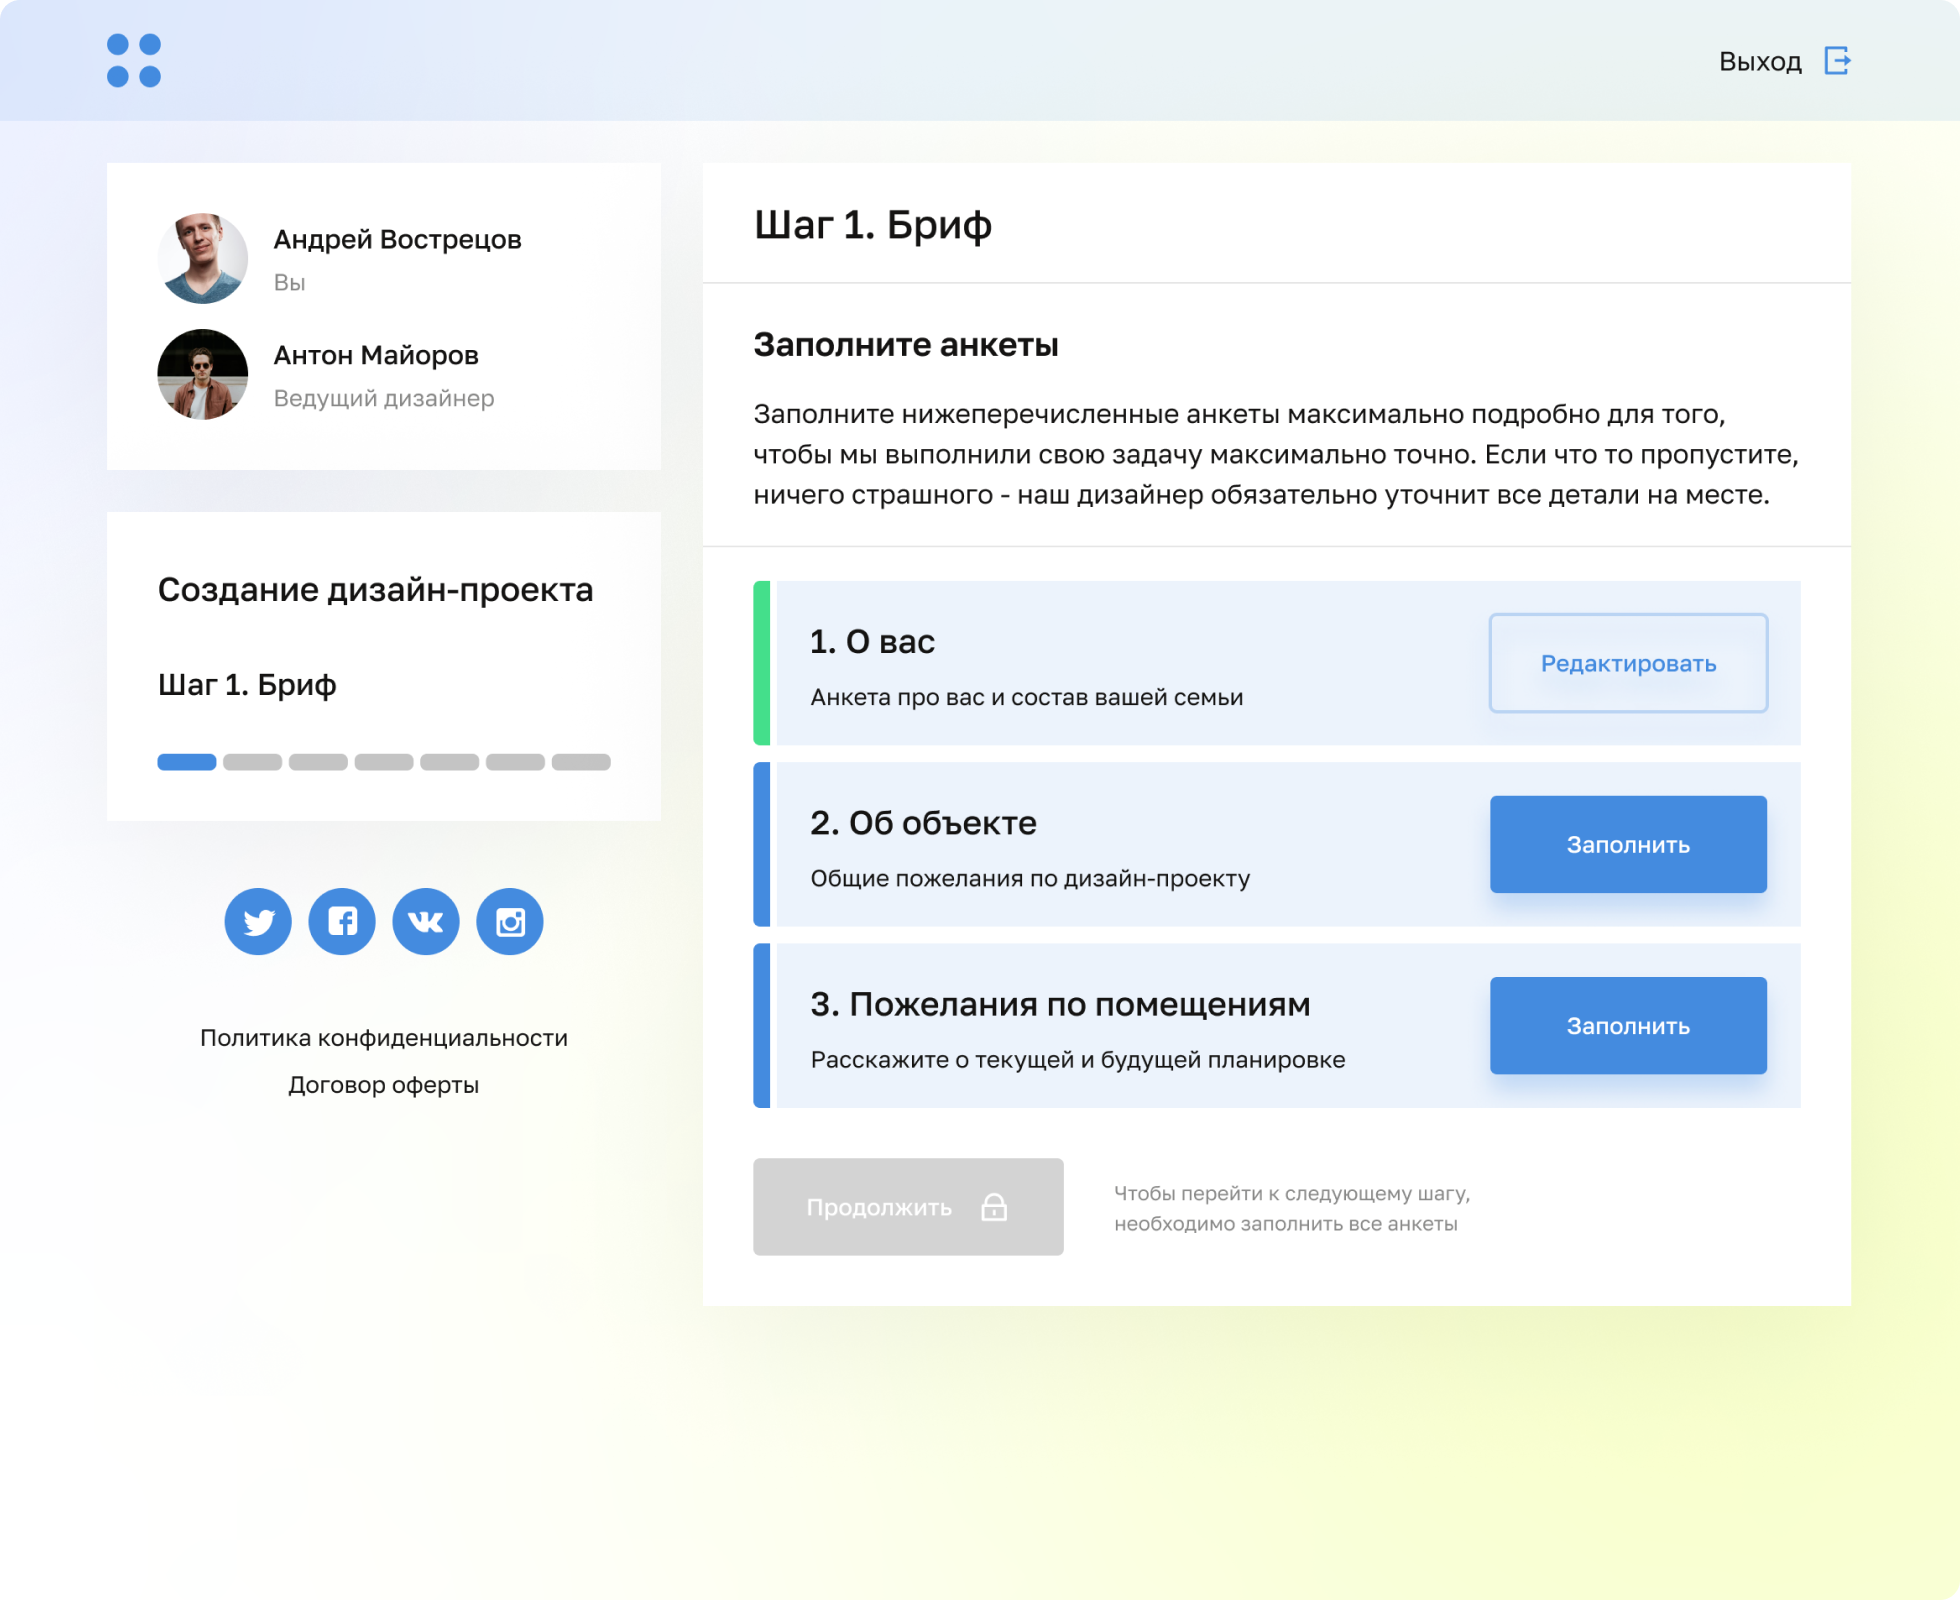 Выход
Андрей Вострецов
Вы
Антон Майоров
Ведущий дизайнер
Создание дизайн-проекта
Шаг 1. Бриф
Политика конфиденциальности
Договор оферты
Шаг 1. Бриф
Заполните анкеты
Заполните нижеперечисленные анкеты максимально подробно для того,
чтобы мы выполнили свою задачу максимально точно. Если что то пропустите,
ничего страшного - наш дизайнер обязательно уточнит все детали на месте.
1. О вас
Анкета про вас и состав вашей семьи
Редактировать
2. Об объекте
Общие пожелания по дизайн-проекту
Заполнить
3. Пожелания по помещениям
Расскажите о текущей и будущей планировке
Заполнить
Продолжить
Чтобы перейти к следующему шагу,
необходимо заполнить все анкеты